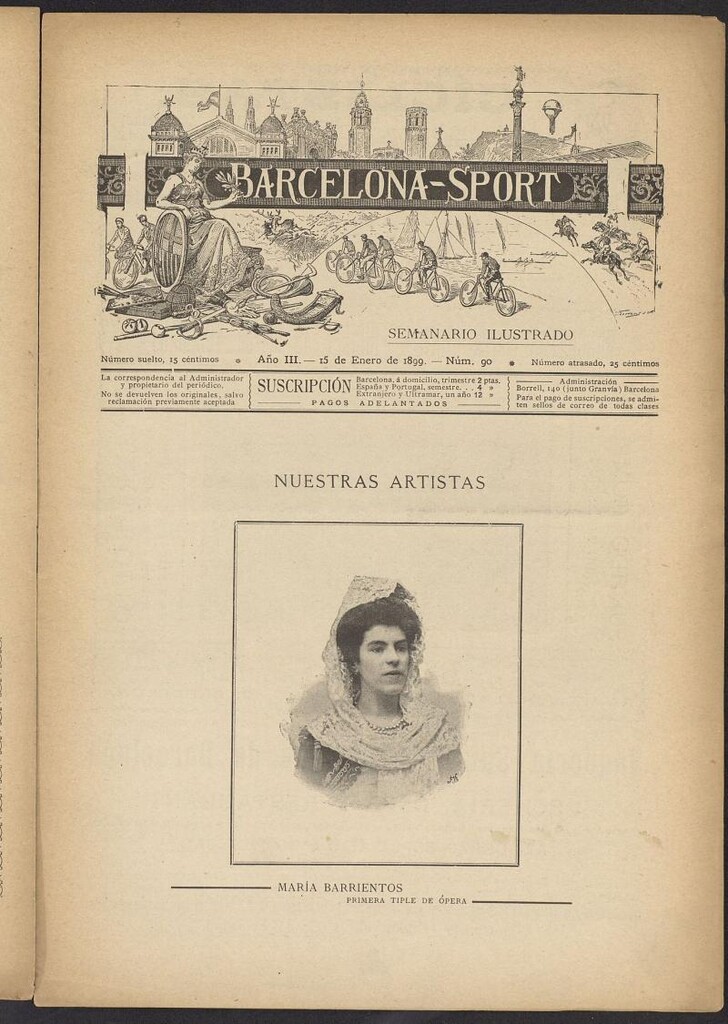 BARCELONA-SPORT
SEMANARIO ILUSTRADO
Número suelto, 15 céntimos • Año III. — 15 de Enero de 1899. — Núm. 90 • Número atrasado, 25 céntimos
La correspondencia al Administrador
y propietario del periódico.
No se devuelven los originales, salvo
reclamación previamente aceptada
SUSCRIPCIÓN
Barcelona, á domicilio, trimestre 2 ptas.
España y Portugal, semestre. . . 4 »
Extranjero y Ultramar, un año 12 »
PAGOS ADELANTADOS
Administración
Borrell, 140 (junto Granvía) Barcelona
Para el pago de suscripciones, se admi-
ten sellos de correo de todas clases
NUESTRAS ARTISTAS
MARÍA BARRIENTOS
PRIMERA TIPLE DE ÓPERA